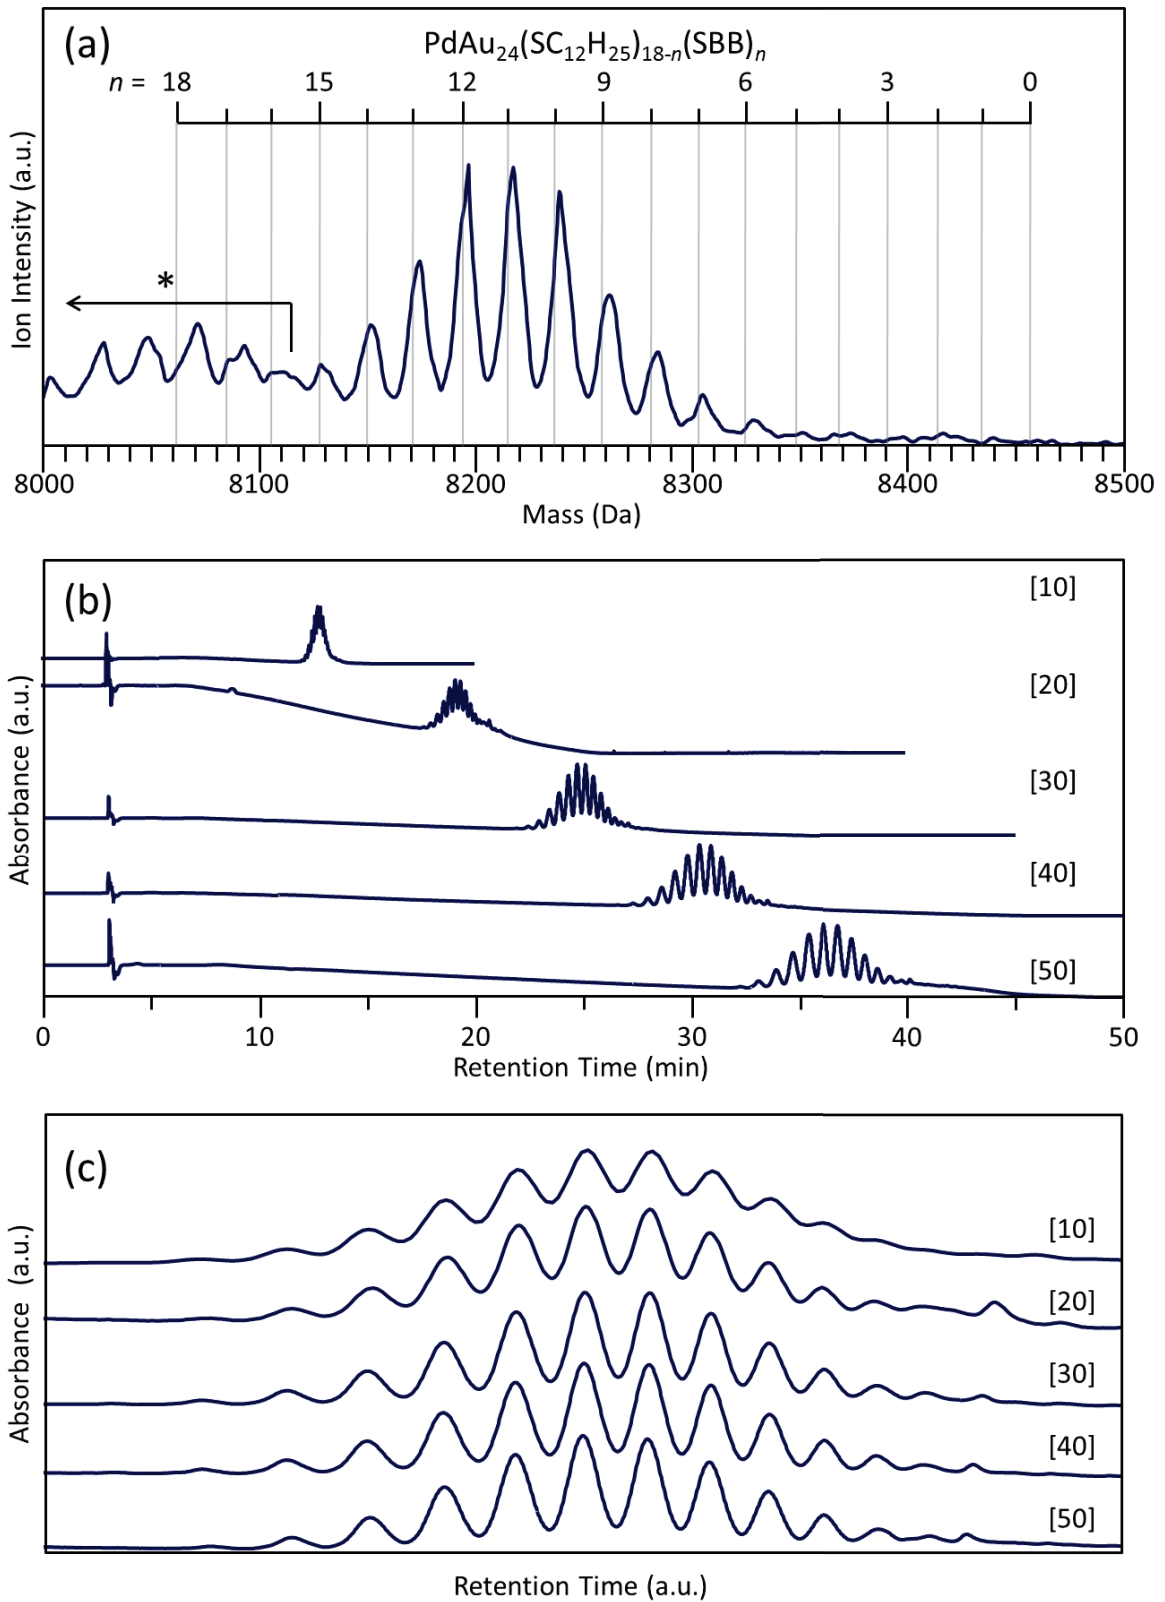 (a)
PdAu24(SC12H25)18-n(SBB)n
n = 18 15 12 9 6 3 0
*
Ion Intensity (a.u.)
8000 8100 8200 8300 8400 8500
Mass (Da)
(b)
[10]
[20]
[30]
[40]
[50]
Absorbance (a.u.)
0 10 20 30 40 50
Retention Time (min)
(c)
[10]
[20]
[30]
[40]
[50]
Absorbance (a.u.)
Retention Time (a.u.)